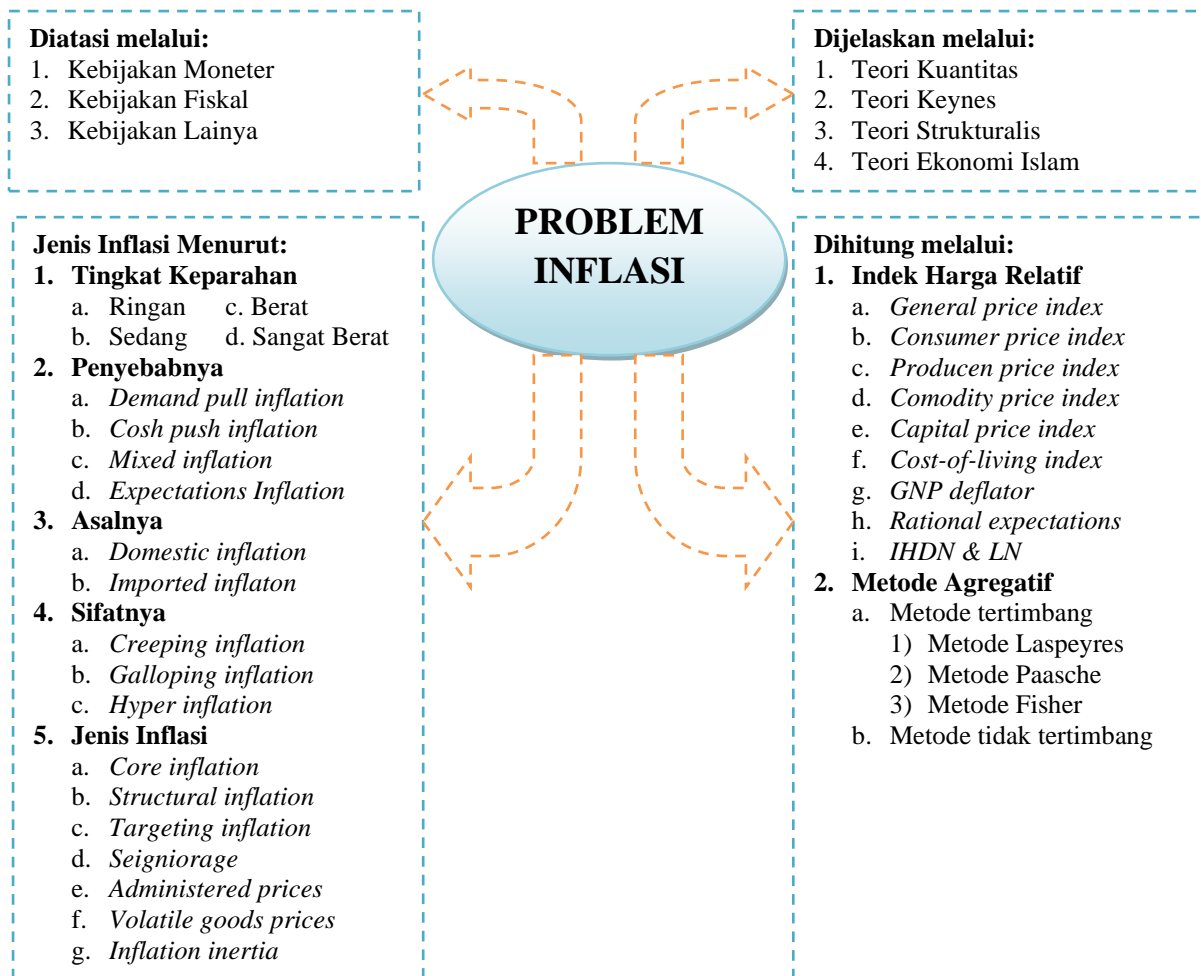 Diatasi melalui:
1. Kebijakan Moneter
2. Kebijakan Fiskal
3. Kebijakan Lainya
Dijelaskan melalui:
1. Teori Kuantitas
2. Teori Keynes
3. Teori Strukturalis
4. Teori Ekonomi Islam
PROBLEM
INFLASI
Jenis Inflasi Menurut:
1. Tingkat Keparahan
a. Ringan c. Berat
b. Sedang d. Sangat Berat
2. Penyebabnya
a. Demand pull inflation
b. Cosh push inflation
c. Mixed inflation
d. Expectations Inflation
3. Asalnya
a. Domestic inflation
b. Imported inflaton
4. Sifatnya
a. Creeping inflation
b. Galloping inflation
c. Hyper inflation
5. Jenis Inflasi
a. Core inflation
b. Structural inflation
c. Targeting inflation
d. Seigniorage
e. Administered prices
f. Volatile goods prices
g. Inflation inertia
Dihitung melalui:
1. Indek Harga Relatif
a. General price index
b. Consumer price index
c. Producen price index
d. Comodity price index
e. Capital price index
f. Cost-of-living index
g. GNP deflator
h. Rational expectations
i. IHDN & LN
2. Metode Agregatif
a. Metode tertimbang
1) Metode Laspeyres
2) Metode Paasche
3) Metode Fisher
b. Metode tidak tertimbang